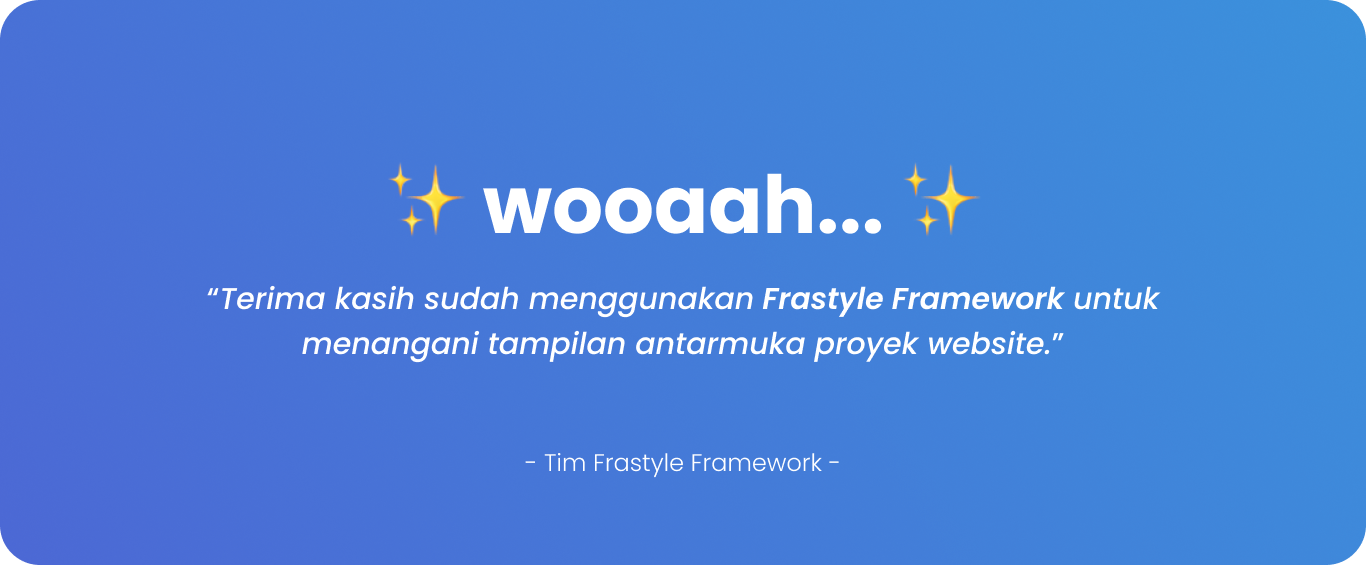 ✨ wooaah... ✨
“Terima kasih sudah menggunakan Frastyle Framework untuk
menangani tampilan antarmuka proyek website.”
- Tim Frastyle Framework -